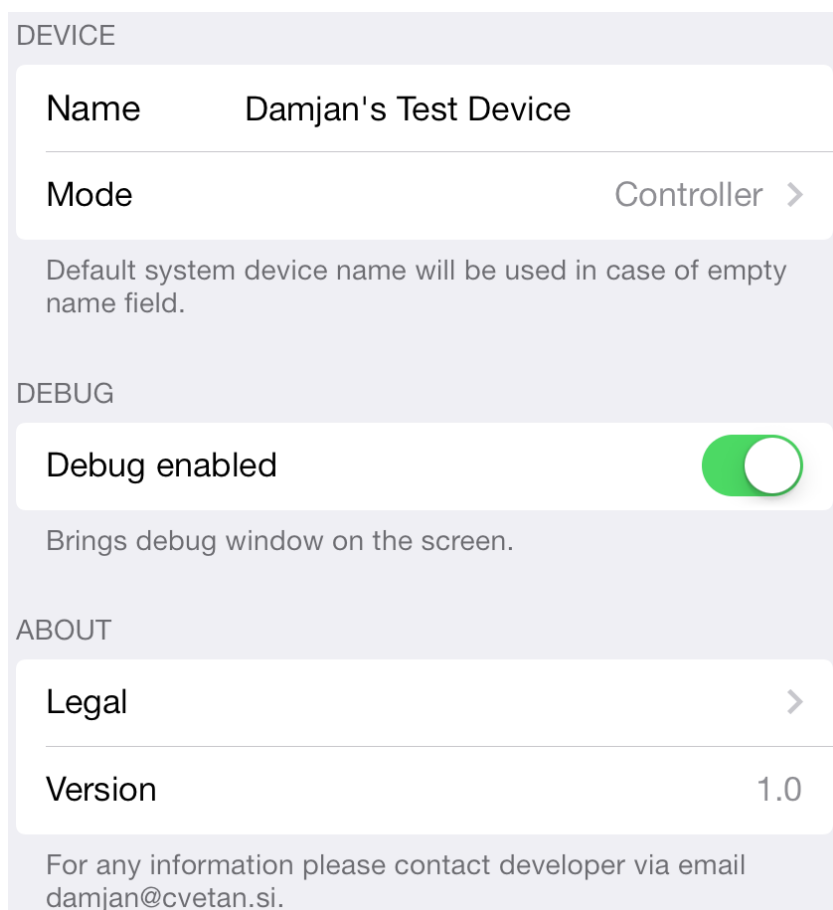 DEVICE
Name Damjan's Test Device
Mode Controller
Default system device name will be used in case of empty
name field.
DEBUG
Debug enabled
Brings debug window on the screen.
ABOUT
Legal
Version 1.0
For any information please contact developer via email
damjan@cvetan.si.